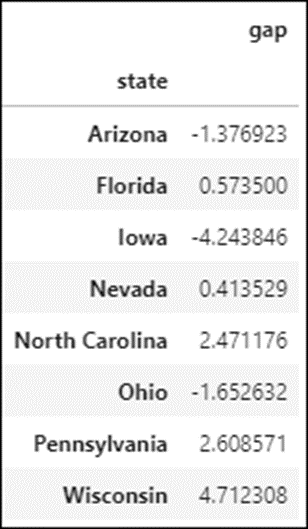 gap
state
Arizona -1.376923
Florida 0.573500
Iowa -4.243846
Nevada 0.413529
North Carolina 2.471176
Ohio -1.652632
Pennsylvania 2.608571
Wisconsin 4.712308